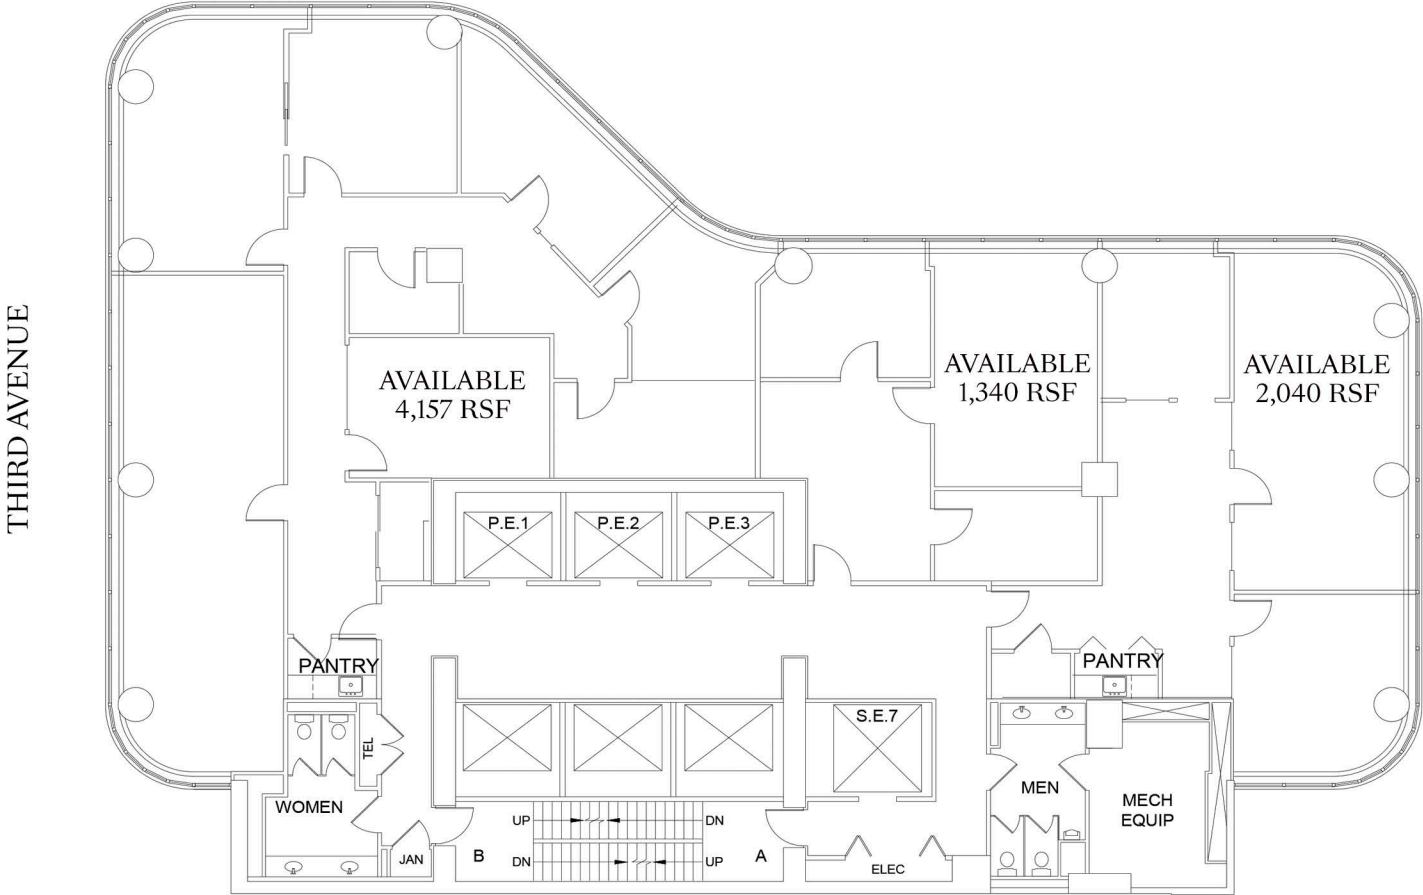 THIRD AVENUE
AVAILABLE
4,157 RSF
AVAILABLE
1,340 RSF
AVAILABLE
2,040 RSF
P.E.1
P.E.2
P.E.3
PANTRY
PANTRY
S.E.7
TEL
WOMEN
MEN
MECH
EQUIP
UP
DN
DN
UP
B
A
JAN
ELEC